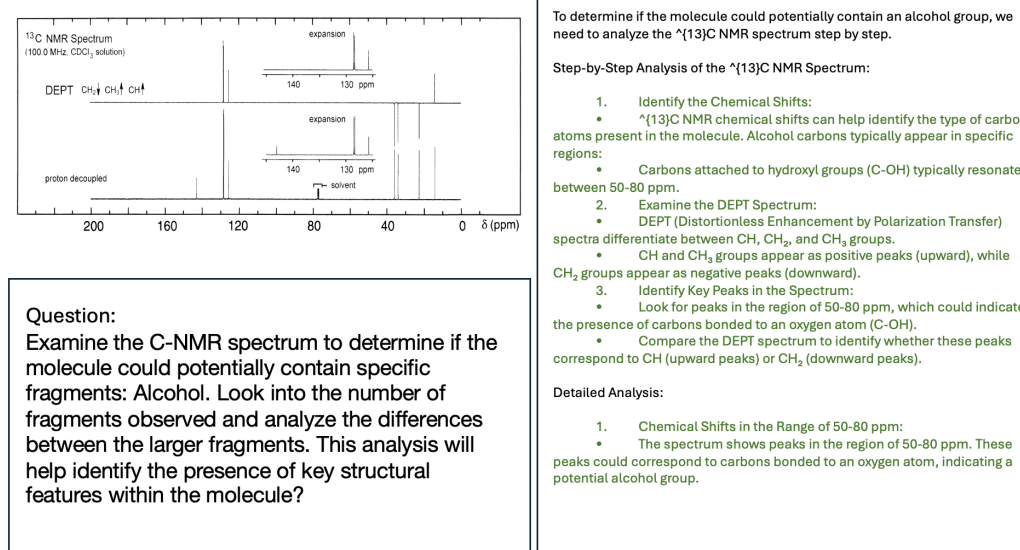 ¹³C NMR Spectrum
(100.0 MHz, CDCl₃ solution)
expansion
DEPT CH₂↓ CH₃↑ CH↑
140 130 ppm
expansion
140 130 ppm
proton decoupled
solvent
200 160 120 80 40 0 δ (ppm)
Question:
Examine the C-NMR spectrum to determine if the
molecule could potentially contain specific
fragments: Alcohol. Look into the number of
fragments observed and analyze the differences
between the larger fragments. This analysis will
help identify the presence of key structural
features within the molecule?
To determine if the molecule could potentially contain an alcohol group, we
need to analyze the ^{13}C NMR spectrum step by step.
Step-by-Step Analysis of the ^{13}C NMR Spectrum:
1. Identify the Chemical Shifts:
• ^{13}C NMR chemical shifts can help identify the type of carbo
atoms present in the molecule. Alcohol carbons typically appear in specific
regions:
• Carbons attached to hydroxyl groups (C-OH) typically resonate
between 50-80 ppm.
2. Examine the DEPT Spectrum:
• DEPT (Distortionless Enhancement by Polarization Transfer)
spectra differentiate between CH, CH₂, and CH₃ groups.
• CH and CH₃ groups appear as positive peaks (upward), while
CH₂ groups appear as negative peaks (downward).
3. Identify Key Peaks in the Spectrum:
• Look for peaks in the region of 50-80 ppm, which could indicate
the presence of carbons bonded to an oxygen atom (C-OH).
• Compare the DEPT spectrum to identify whether these peaks
correspond to CH (upward peaks) or CH₂ (downward peaks).
Detailed Analysis:
1. Chemical Shifts in the Range of 50-80 ppm:
• The spectrum shows peaks in the region of 50-80 ppm. These
peaks could correspond to carbons bonded to an oxygen atom, indicating a
potential alcohol group.